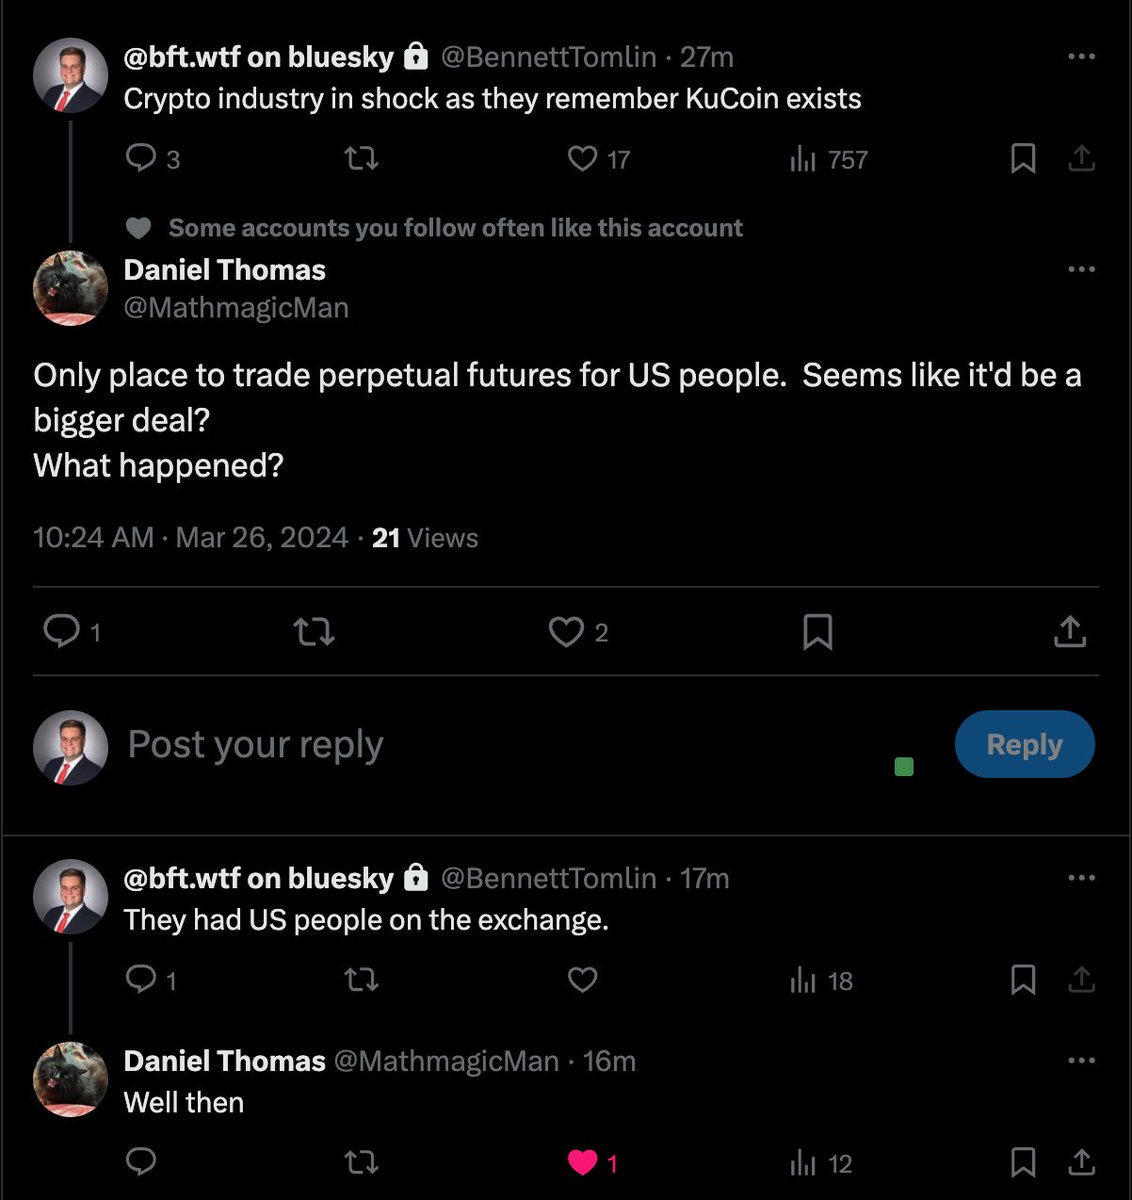 @bft.wtf on bluesky @BennettTomlin · 27m
Crypto industry in shock as they remember KuCoin exists
3 17 757
Some accounts you follow often like this account
Daniel Thomas
@MathmagicMan
Only place to trade perpetual futures for US people.  Seems like it'd be a
bigger deal?
What happened?
10:24 AM · Mar 26, 2024 · 21 Views
1 2
Post your reply Reply
@bft.wtf on bluesky @BennettTomlin · 17m
They had US people on the exchange.
1 18
Daniel Thomas @MathmagicMan · 16m
Well then
1 12